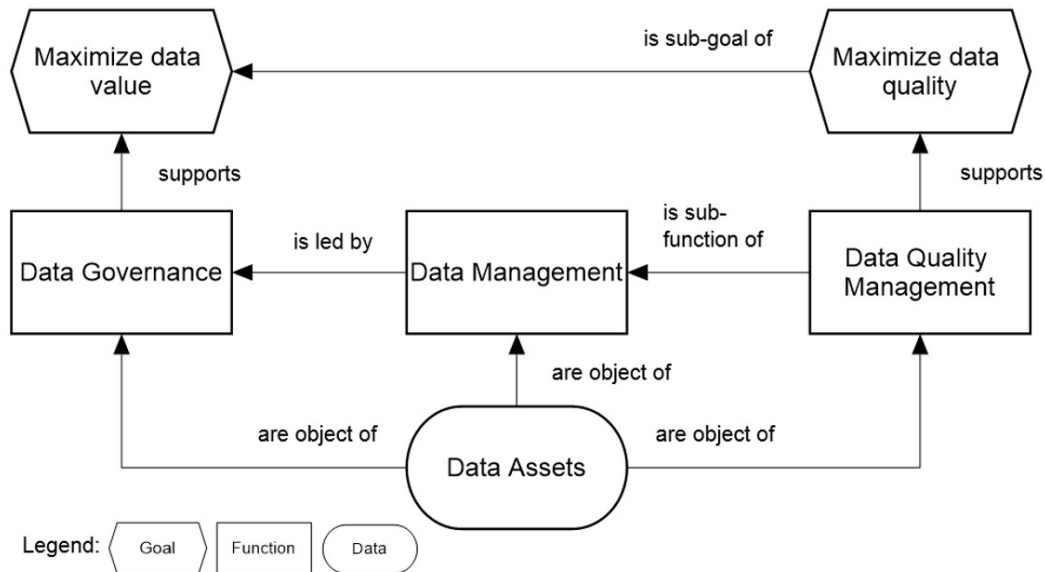 Maximize data
value
is sub-goal of
Maximize data
quality
supports
supports
Data Governance
is led by
Data Management
is sub-
function of
Data Quality
Management
are object of
are object of
are object of
Data Assets
Legend:
Goal
Function
Data